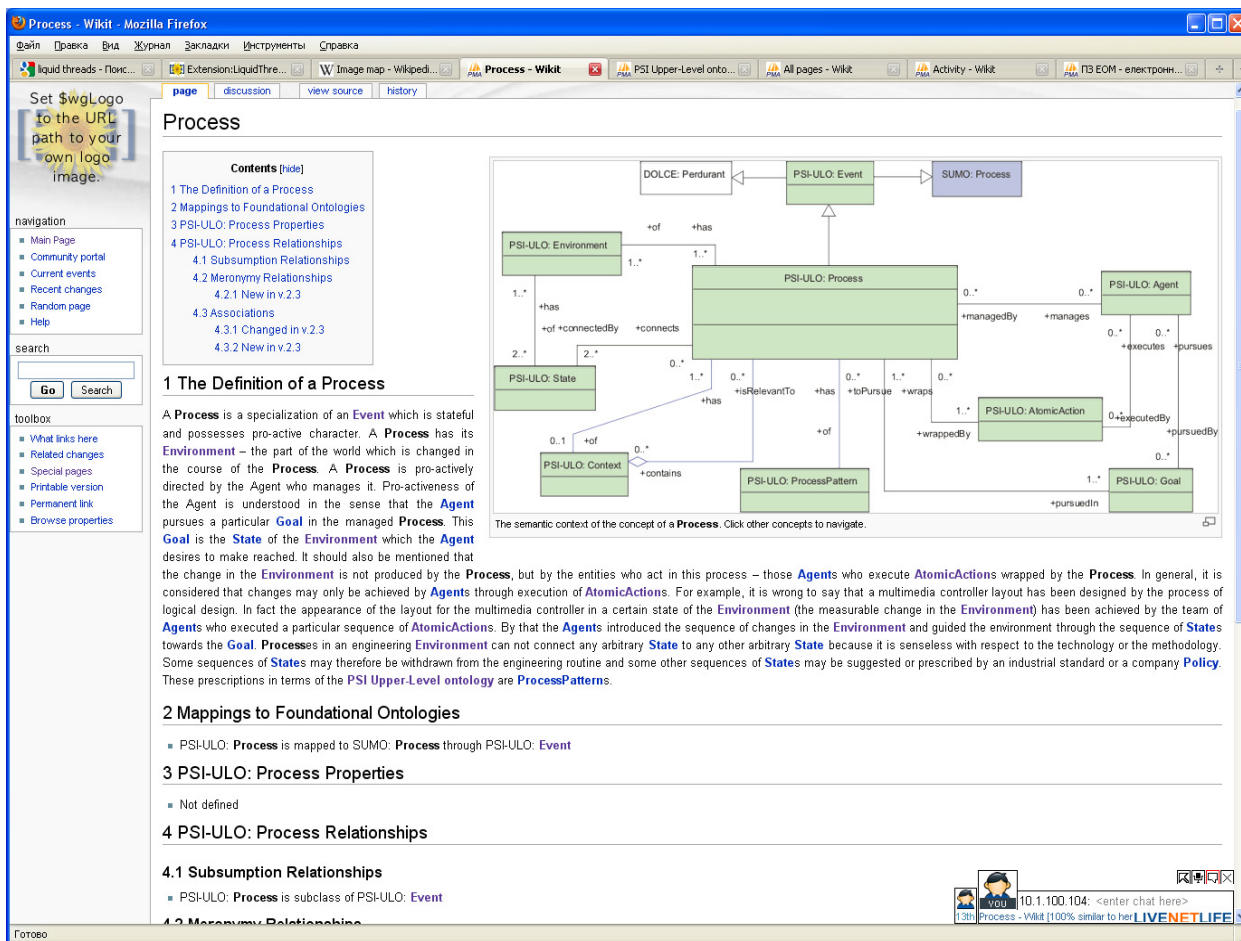 Process - Wikit - Mozilla Firefox
Файл Правка Вид Журнал Закладки Инструменты Справка
liquid threads - Поис... Extension:LiquidThre... Image map - Wikipedi... Process - Wikit PSI Upper-Level onto... All pages - Wikit Activity - Wikit ПЗ ЕОМ - електронн...
Set $wgLogo
to the URL
path to your
own logo
image.
page discussion view source history
Process
navigation
Main Page
Community portal
Current events
Recent changes
Random page
Help
search
Go Search
toolbox
What links here
Related changes
Special pages
Printable version
Permanent link
Browse properties
Contents [hide]
1 The Definition of a Process
2 Mappings to Foundational Ontologies
3 PSI-ULO: Process Properties
4 PSI-ULO: Process Relationships
4.1 Subsumption Relationships
4.2 Meronymy Relationships
4.2.1 New in v.2.3
4.3 Associations
4.3.1 Changed in v.2.3
4.3.2 New in v.2.3
DOLCE: Perdurant PSI-ULO: Event SUMO: Process
+of +has
PSI-ULO: Environment
1..* 1..*
PSI-ULO: Process
PSI-ULO: Agent
0..* 0..*
+managedBy +manages
1..*
+has
+of +connectedBy +connects
0..* 0..*
+executes +pursues
2..* 2..*
PSI-ULO: State
0..* 1..* 0..* 0..* 1..* 0..*
+has +isRelevantTo +has +toPursue +wraps
1..* PSI-ULO: AtomicAction 0..*
+executedBy
+of +wrappedBy +pursuedBy
0..1 +of 0..*
PSI-ULO: Context
+contains
0..*
PSI-ULO: ProcessPattern
1..* PSI-ULO: Goal
+pursuedIn
The semantic context of the concept of a Process. Click other concepts to navigate.
1 The Definition of a Process
A Process is a specialization of an Event which is stateful
and possesses pro-active character. A Process has its
Environment – the part of the world which is changed in
the course of the Process. A Process is pro-actively
directed by the Agent who manages it. Pro-activeness of
the Agent is understood in the sense that the Agent
pursues a particular Goal in the managed Process. This
Goal is the State of the Environment which the Agent
desires to make reached. It should also be mentioned that
the change in the Environment is not produced by the Process, but by the entities who act in this process – those Agents who execute AtomicActions wrapped by the Process. In general, it is
considered that changes may only be achieved by Agents through execution of AtomicActions. For example, it is wrong to say that a multimedia controller layout has been designed by the process of
logical design. In fact the appearance of the layout for the multimedia controller in a certain state of the Environment (the measurable change in the Environment) has been achieved by the team of
Agents who executed a particular sequence of AtomicActions. By that the Agents introduced the sequence of changes in the Environment and guided the environment through the sequence of States
towards the Goal. Processes in an engineering Environment can not connect any arbitrary State to any other arbitrary State because it is senseless with respect to the technology or the methodology.
Some sequences of States may therefore be withdrawn from the engineering routine and some other sequences of States may be suggested or prescribed by an industrial standard or a company Policy.
These prescriptions in terms of the PSI Upper-Level ontology are ProcessPatterns.
2 Mappings to Foundational Ontologies
PSI-ULO: Process is mapped to SUMO: Process through PSI-ULO: Event
3 PSI-ULO: Process Properties
Not defined
4 PSI-ULO: Process Relationships
4.1 Subsumption Relationships
PSI-ULO: Process is subclass of PSI-ULO: Event
4.2 Meronymy Relationships
YOU 10.1.100.104: <enter chat here>
13th Process - Wikit [100% similar to her LIVENETLIFE
Готово